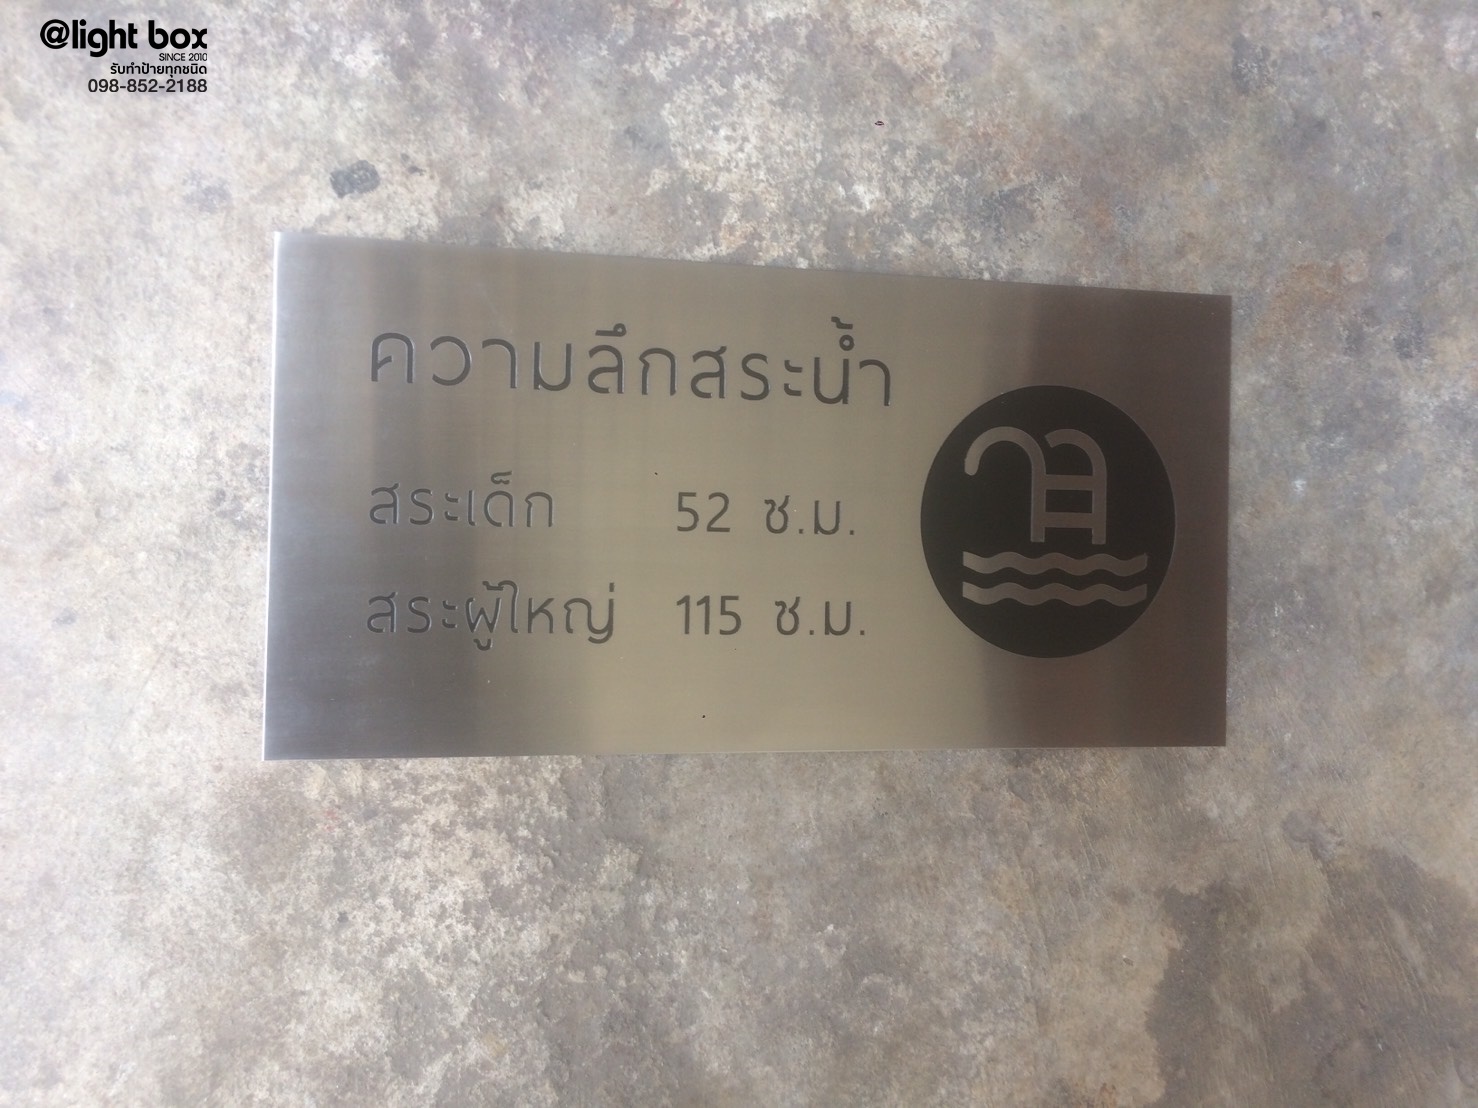 @light box
SINCE 2010
รับทำป้ายทุกชนิด
098-852-2188
ความลึกสระน้ำ
สระเด็ก 52 ซ.ม.
สระผู้ใหญ่ 115 ซ.ม.